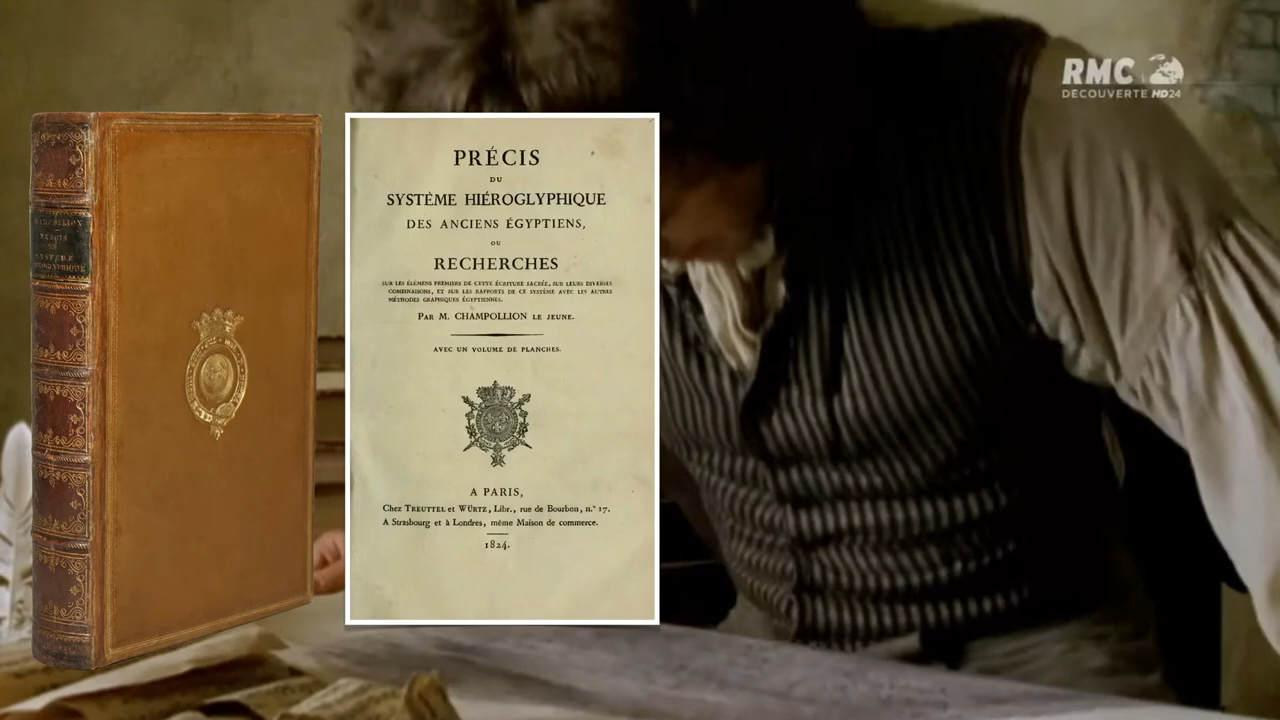 RMC
DECOUVERTE HD24
PRÉCIS
DU
SYSTÈME HIÉROGLYPHIQUE
DES ANCIENS ÉGYPTIENS,
OU
RECHERCHES
SUR LES ÉLÉMENS PREMIERS DE CETTE ÉCRITURE SACRÉE, SUR LEURS DIVERSES
COMBINAISONS, ET SUR LES RAPPORTS DE CE SYSTÈME AVEC LES AUTRES
MÉTHODES GRAPHIQUES ÉGYPTIENNES.
PAR M. CHAMPOLLION LE JEUNE.
AVEC UN VOLUME DE PLANCHES.
A PARIS,
Chez TREUTTEL et WÜRTZ, Libr., rue de Bourbon, n.° 17.
A Strasbourg et à Londres, même Maison de commerce.
1824.